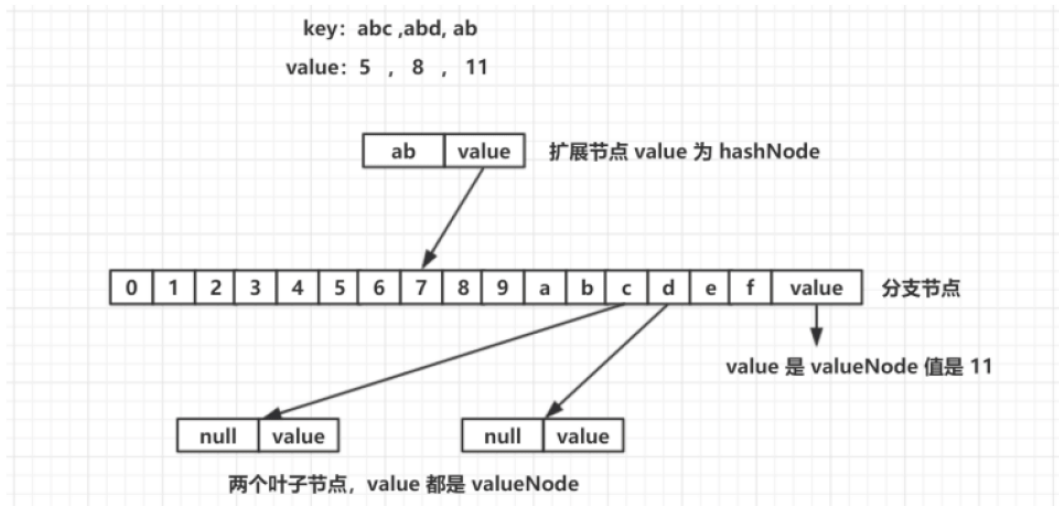 key: abc ,abd, ab
value: 5 , 8 , 11
ab value 扩展节点 value 为 hashNode
0 1 2 3 4 5 6 7 8 9 a b c d e f value 分支节点
value 是 valueNode 值是 11
null value null value
两个叶子节点，value 都是 valueNode